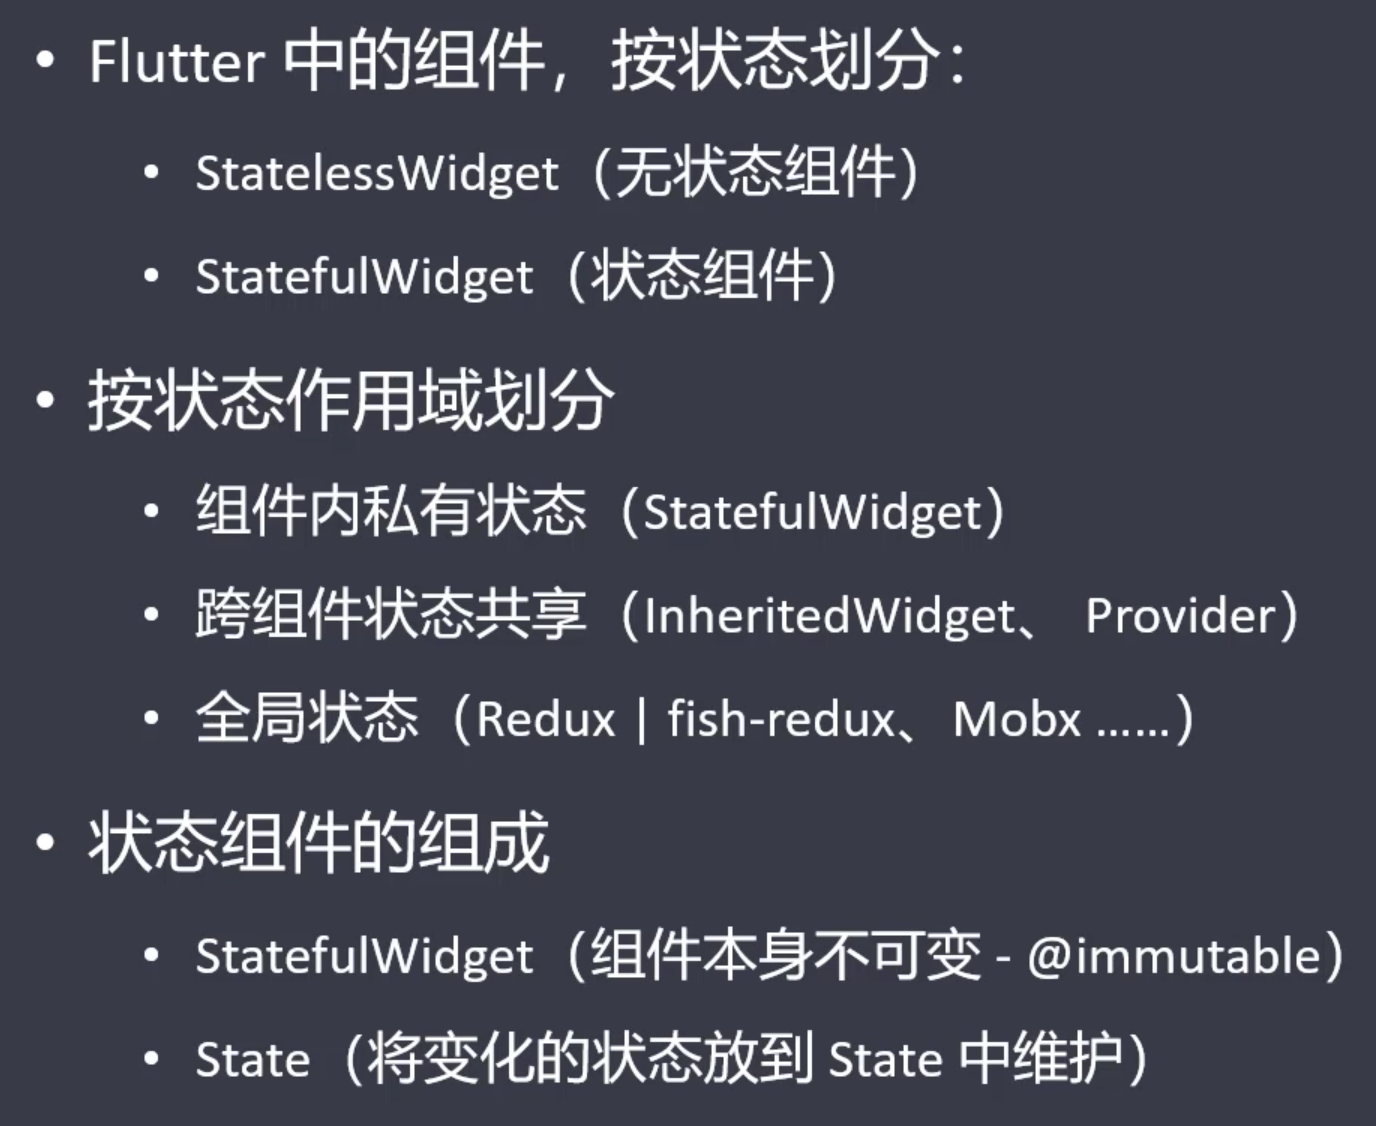 • Flutter 中的组件，按状态划分：
• StatelessWidget（无状态组件）
• StatefulWidget（状态组件）
• 按状态作用域划分
• 组件内私有状态（StatefulWidget）
• 跨组件状态共享（InheritedWidget、 Provider）
• 全局状态（Redux | fish-redux、Mobx ……）
• 状态组件的组成
• StatefulWidget（组件本身不可变 - @immutable）
• State（将变化的状态放到 State 中维护）